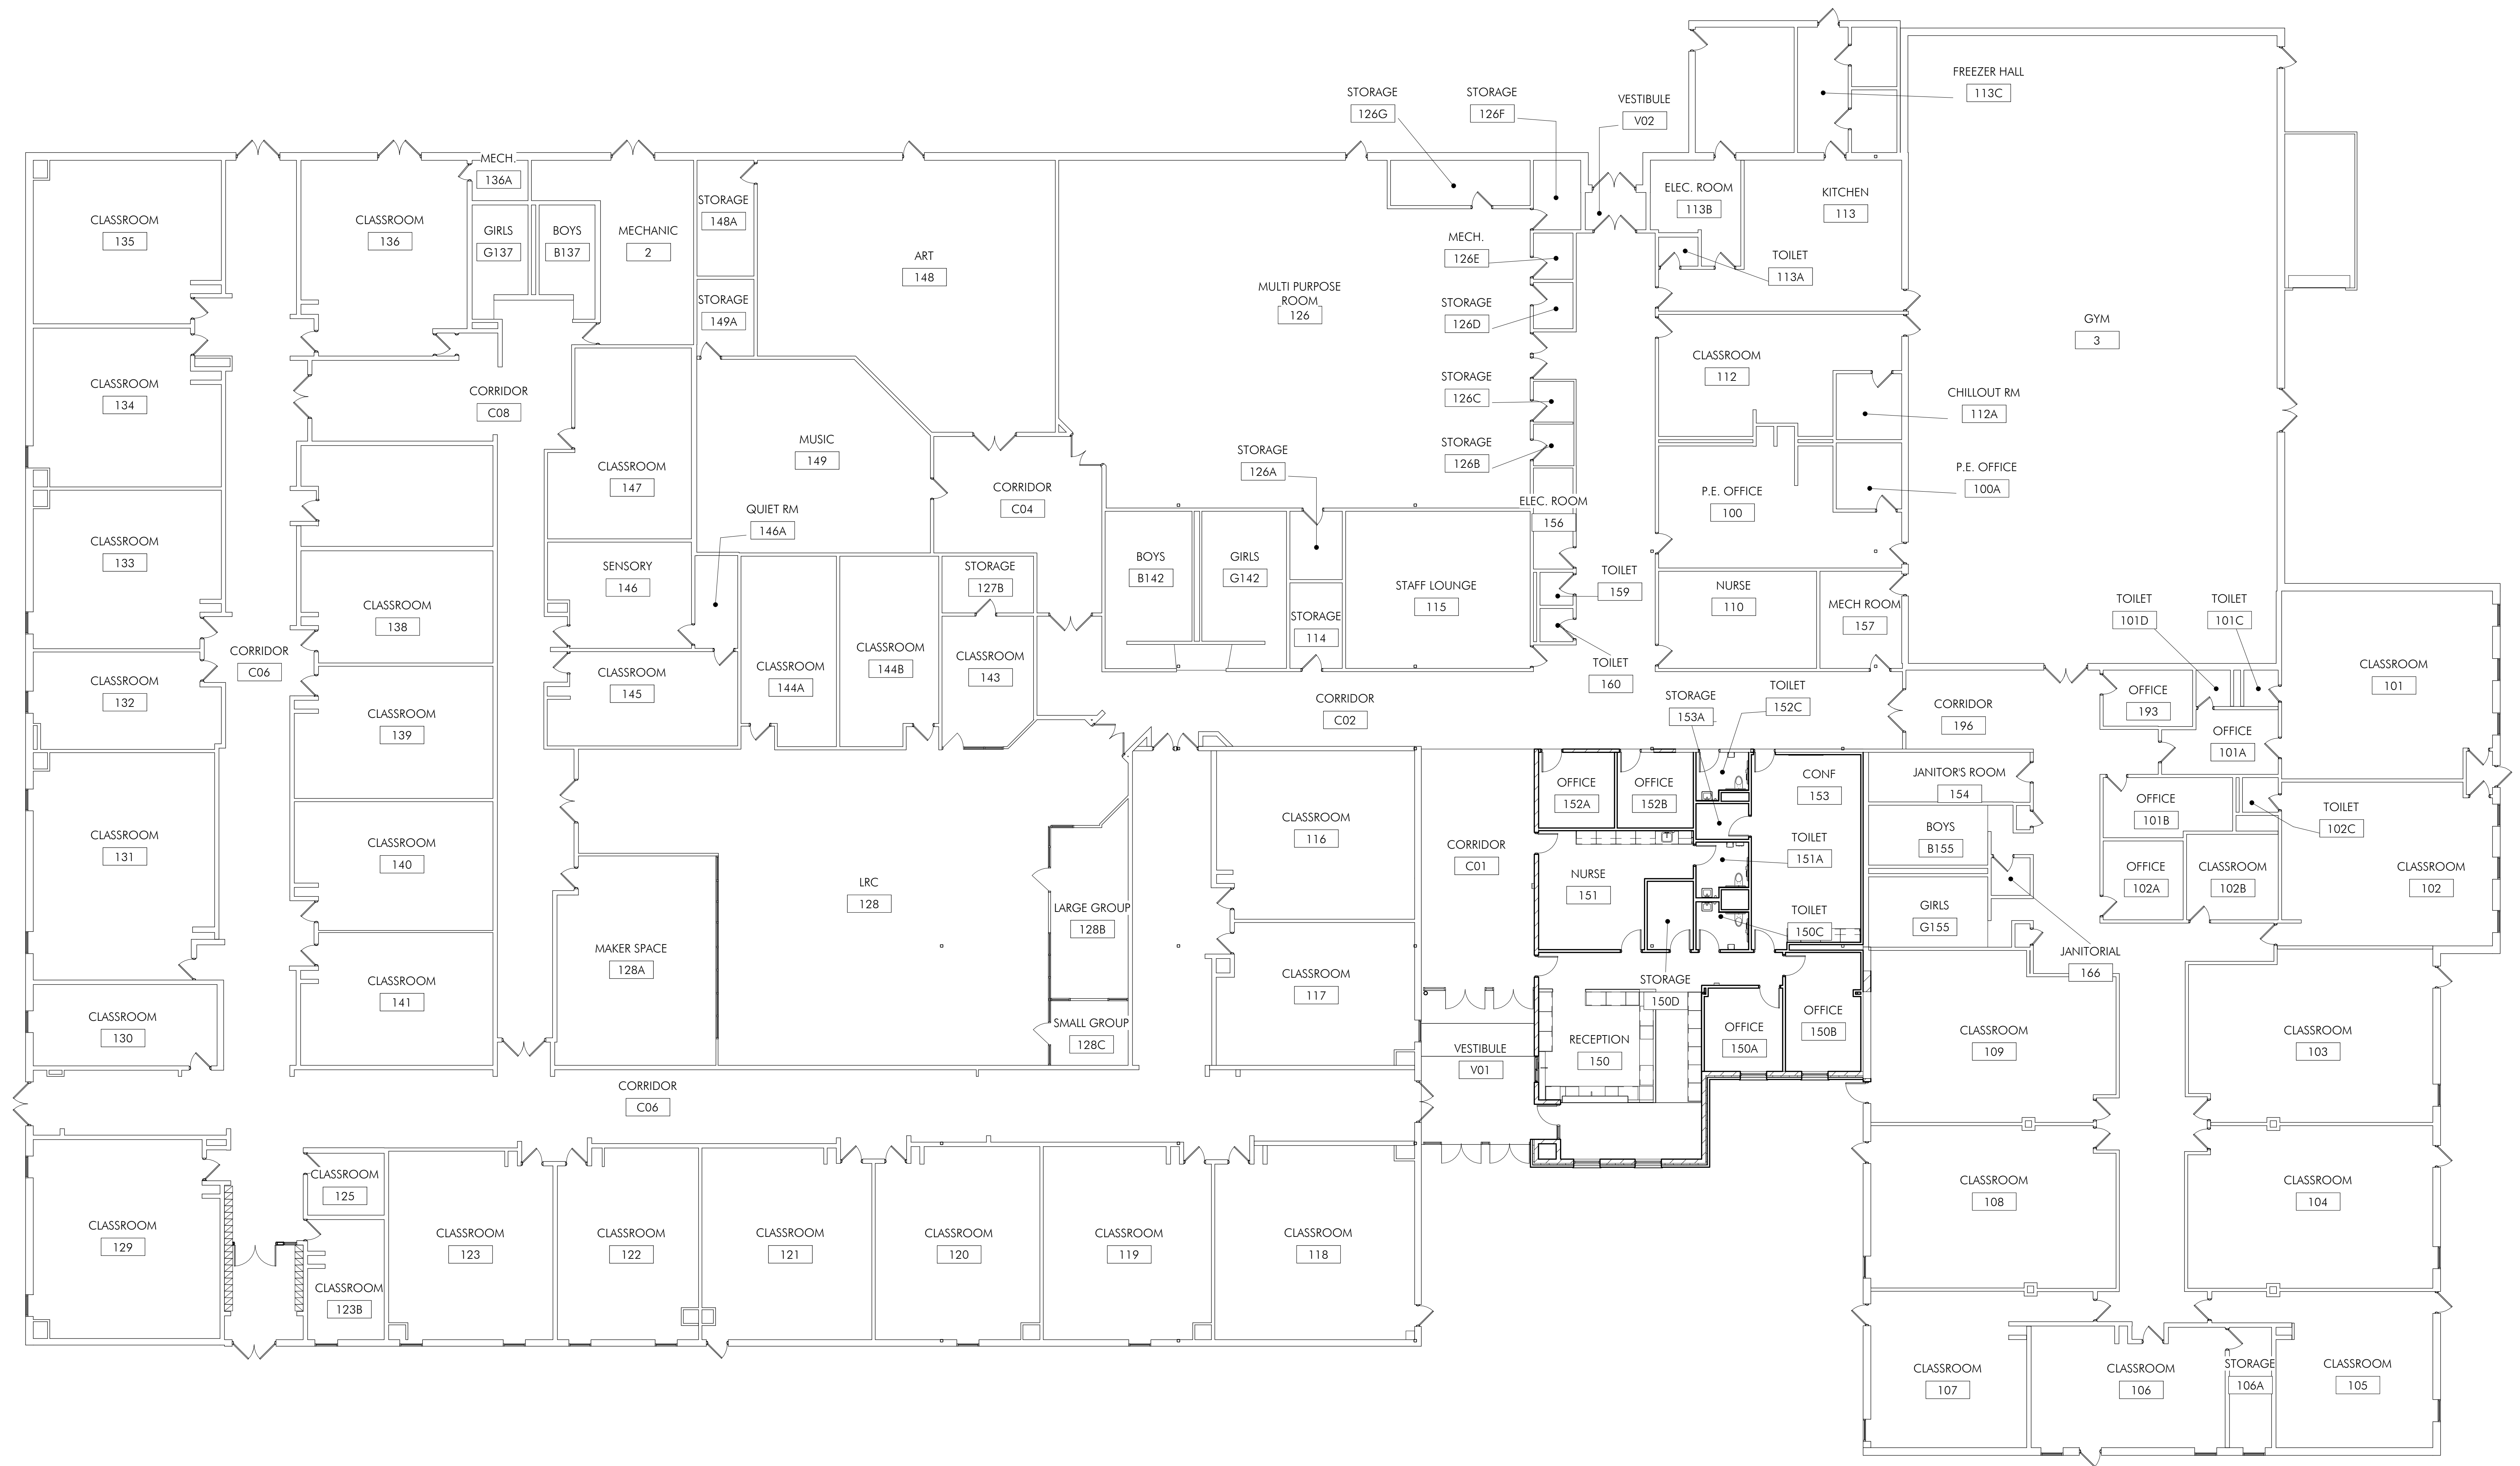 FREEZER HALL
113C
STORAGE
126G
STORAGE
126F
VESTIBULE
V02
MECH.
136A
CLASSROOM
135
CLASSROOM
136
GIRLS
G137
BOYS
B137
MECHANIC
2
STORAGE
148A
ELEC. ROOM
113B
KITCHEN
113
ART
148
MECH.
126E
TOILET
113A
MULTI PURPOSE
ROOM
126
STORAGE
149A
STORAGE
126D
GYM
3
CLASSROOM
134
CORRIDOR
C08
STORAGE
126C
CLASSROOM
112
CHILLOUT RM
112A
MUSIC
149
STORAGE
126A
STORAGE
126B
CLASSROOM
147
P.E. OFFICE
100A
CORRIDOR
C04
ELEC. ROOM
156
P.E. OFFICE
100
QUIET RM
146A
CLASSROOM
133
BOYS
B142
GIRLS
G142
SENSORY
146
STORAGE
127B
STAFF LOUNGE
115
TOILET
159
NURSE
110
MECH ROOM
157
CLASSROOM
138
STORAGE
114
TOILET
101D
TOILET
101C
CORRIDOR
C06
CLASSROOM
132
CLASSROOM
145
CLASSROOM
144A
CLASSROOM
144B
CLASSROOM
143
TOILET
160
CLASSROOM
101
CORRIDOR
C02
STORAGE
153A
TOILET
152C
CORRIDOR
196
OFFICE
193
OFFICE
101A
CLASSROOM
139
OFFICE
152A
OFFICE
152B
CONF
153
JANITOR'S ROOM
154
OFFICE
101B
TOILET
102C
CLASSROOM
131
CLASSROOM
140
CLASSROOM
116
CORRIDOR
C01
TOILET
151A
BOYS
B155
NURSE
151
OFFICE
102A
CLASSROOM
102B
CLASSROOM
102
LRC
128
LARGE GROUP
128B
TOILET
150C
GIRLS
G155
MAKER SPACE
128A
CLASSROOM
117
JANITORIAL
166
STORAGE
150D
CLASSROOM
141
CLASSROOM
130
SMALL GROUP
128C
VESTIBULE
V01
RECEPTION
150
OFFICE
150A
OFFICE
150B
CLASSROOM
109
CLASSROOM
103
CORRIDOR
C06
CLASSROOM
125
CLASSROOM
129
CLASSROOM
123B
CLASSROOM
123
CLASSROOM
122
CLASSROOM
121
CLASSROOM
120
CLASSROOM
119
CLASSROOM
118
CLASSROOM
108
CLASSROOM
104
CLASSROOM
107
CLASSROOM
106
STORAGE
106A
CLASSROOM
105